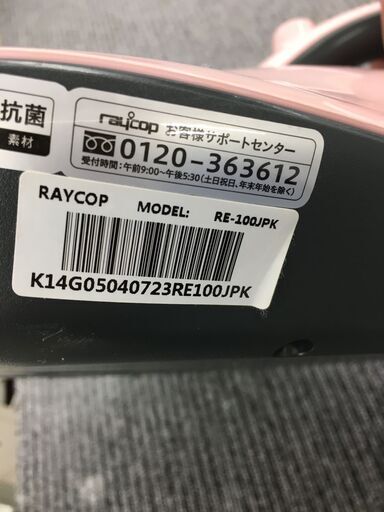 抗菌
素材
raycop お客様サポートセンター
0120-363612
受付時間:午前9:00~午後5:30(土日祝日、年末年始を除く)
RAYCOP MODEL: RE-100JPK
K14G05040723RE100JPK